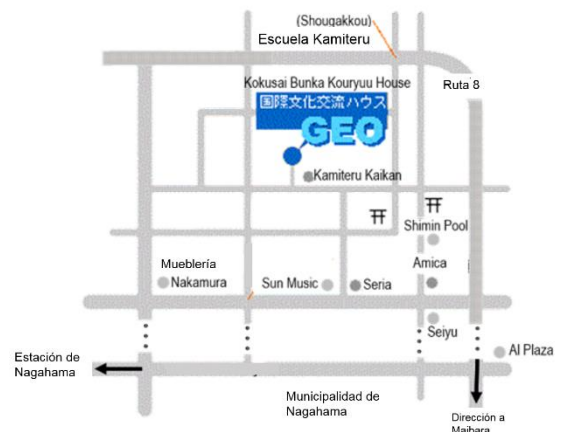 (Shougakkou)
Escuela Kamiteru
Kokusai Bunka Kouryuu House
Ruta 8
国際文化交流ハウス
GEO
Kamiteru Kaikan
Shimin Pool
Mueblería
Nakamura
Sun Music
Seria
Amica
Seiyu
Al Plaza
Estación de
Nagahama
Municipalidad de
Nagahama
Dirección a
Maibara